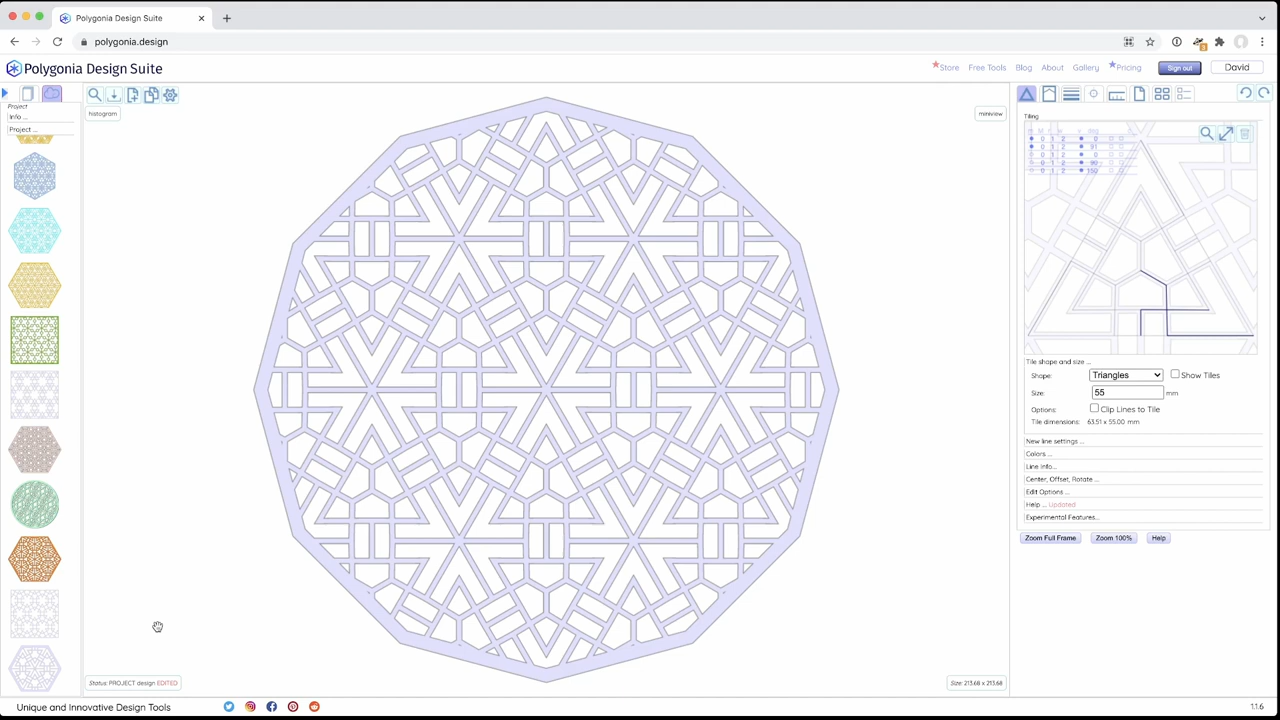 Polygonia Design Suite
polygonia.design
Polygonia Design Suite
*Store Free Tools Blog About Gallery *Pricing Sign out David
Project
Info ...
Project ...
histogram
miniview
Tiling
Tile shape and size ...
Shape: Triangles Show Tiles
Size: 55 mm
Options: Clip Lines to Tile
Tile dimensions: 63.51 x 55.00 mm
New line settings ...
Colors ...
Line Info...
Center, Offset, Rotate ...
Edit Options ...
Help ... Updated
Experimental Features...
Zoom Full Frame Zoom 100% Help
Status: PROJECT design EDITED
Size: 213.68 x 213.68
Unique and Innovative Design Tools
1.1.6